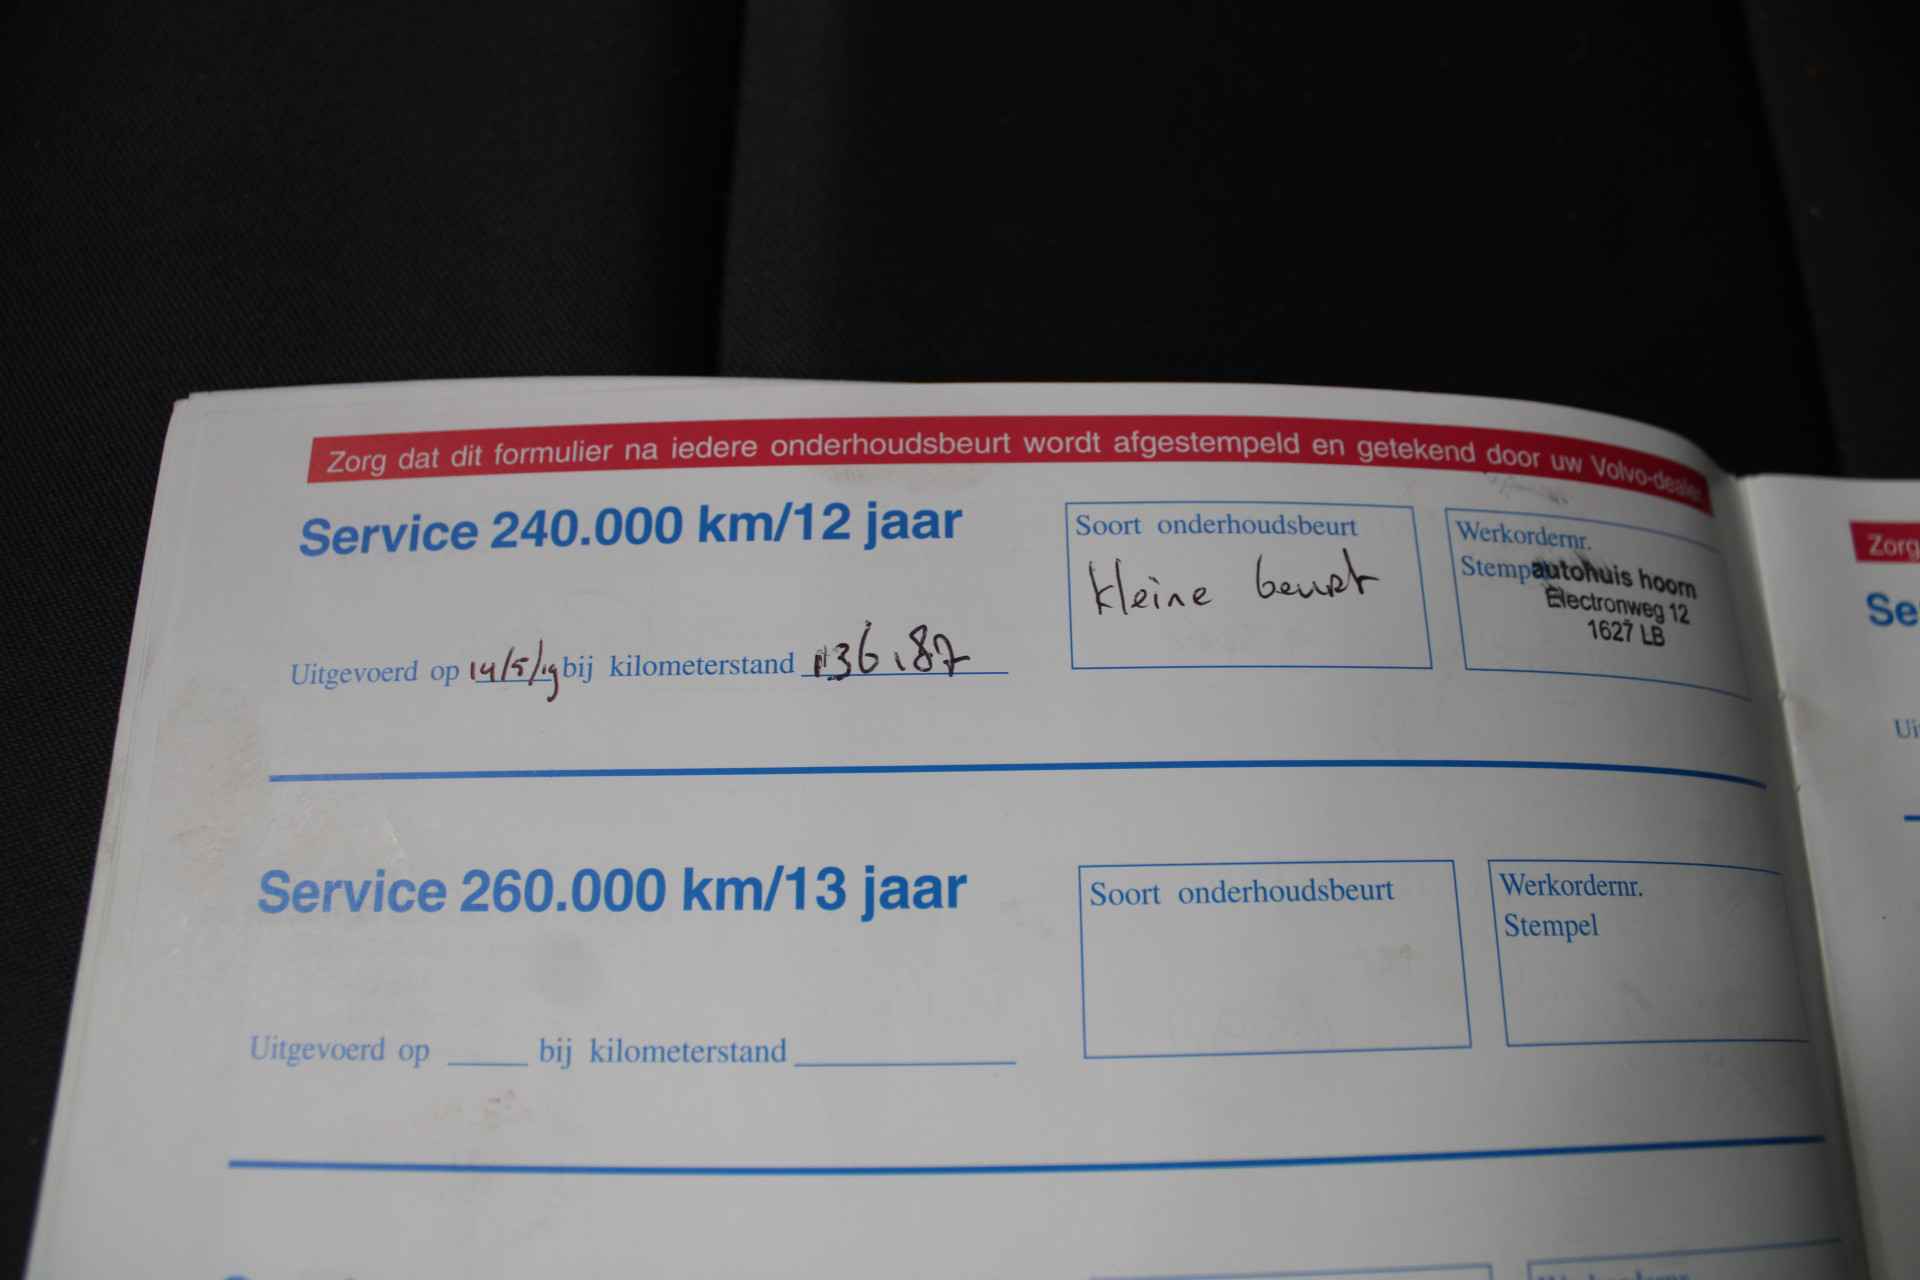 Zorg dat dit formulier na iedere onderhoudsbeurt wordt afgestempeld en getekend door uw Volvo-dealer
Service 240.000 km/12 jaar
Soort onderhoudsbeurt
kleine beurt
Werkordernr.
Stempel
autohuis hoorn
Electronweg 12
1627 LB
Uitgevoerd op 14/5/19 bij kilometerstand
Service 260.000 km/13 jaar
Soort onderhoudsbeurt
Werkordernr.
Stempel
Uitgevoerd op ____ bij kilometerstand ____
Zorg
Se
Ui